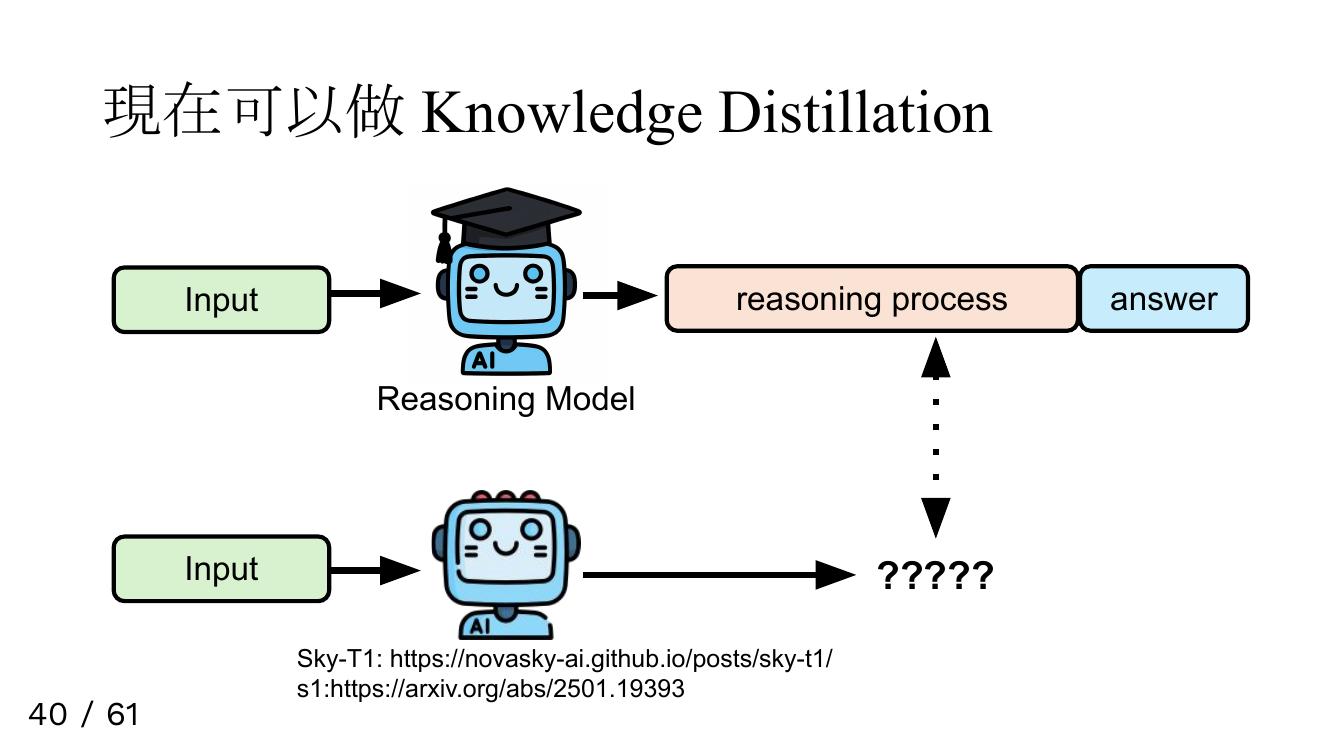 現在可以做 Knowledge Distillation
Input
AI
Reasoning Model
reasoning process
answer
Input
AI
?????
Sky-T1: https://novasky-ai.github.io/posts/sky-t1/
s1:https://arxiv.org/abs/2501.19393
40 / 61